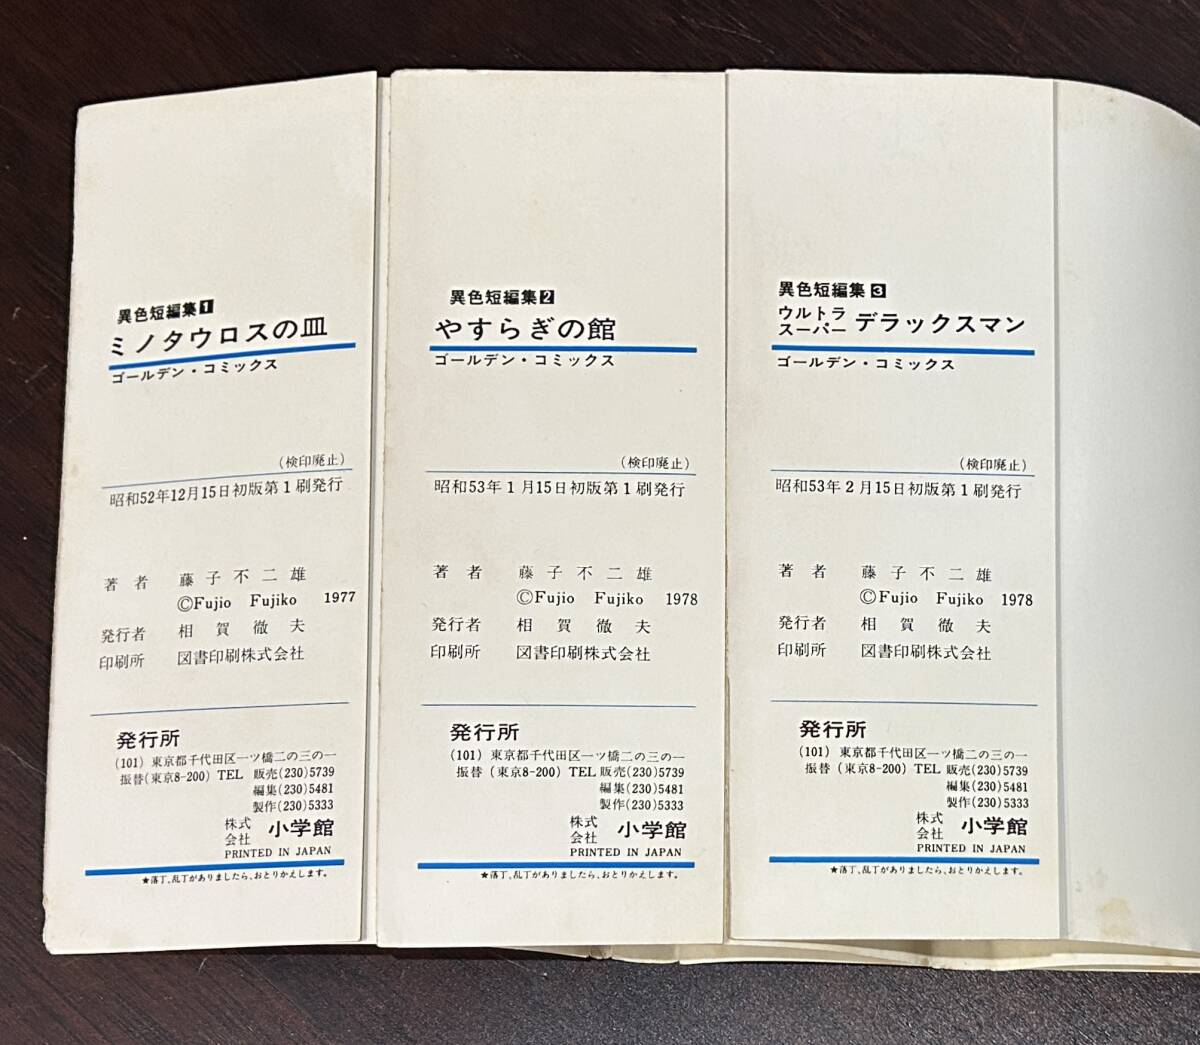 異色短編集1
ミノタウロスの皿
ゴールデン・コミックス
(検印廃止)
昭和52年12月15日初版第1刷発行
著者 藤子不二雄
©Fujio Fujiko 1977
発行者 相賀徹夫
印刷所 図書印刷株式会社
発行所
(101) 東京都千代田区一ツ橋二の三の一
振替(東京8-200) TEL 販売(230)5739
編集(230)5481
製作(230)5333
株式会社 小学館
PRINTED IN JAPAN
★落丁、乱丁がありましたら、おとりかえします。
異色短編集2
やすらぎの館
ゴールデン・コミックス
(検印廃止)
昭和53年1月15日初版第1刷発行
著者 藤子不二雄
©Fujio Fujiko 1978
発行者 相賀徹夫
印刷所 図書印刷株式会社
発行所
(101) 東京都千代田区一ツ橋二の三の一
振替(東京8-200) TEL 販売(230)5739
編集(230)5481
製作(230)5333
株式会社 小学館
PRINTED IN JAPAN
★落丁、乱丁がありましたら、おとりかえします。
異色短編集3
ウルトラスーパーデラックスマン
ゴールデン・コミックス
(検印廃止)
昭和53年2月15日初版第1刷発行
著者 藤子不二雄
©Fujio Fujiko 1978
発行者 相賀徹夫
印刷所 図書印刷株式会社
発行所
(101) 東京都千代田区一ツ橋二の三の一
振替(東京8-200) TEL 販売(230)5739
編集(230)5481
製作(230)5333
株式会社 小学館
PRINTED IN JAPAN
★落丁、乱丁がありましたら、おとりかえします。